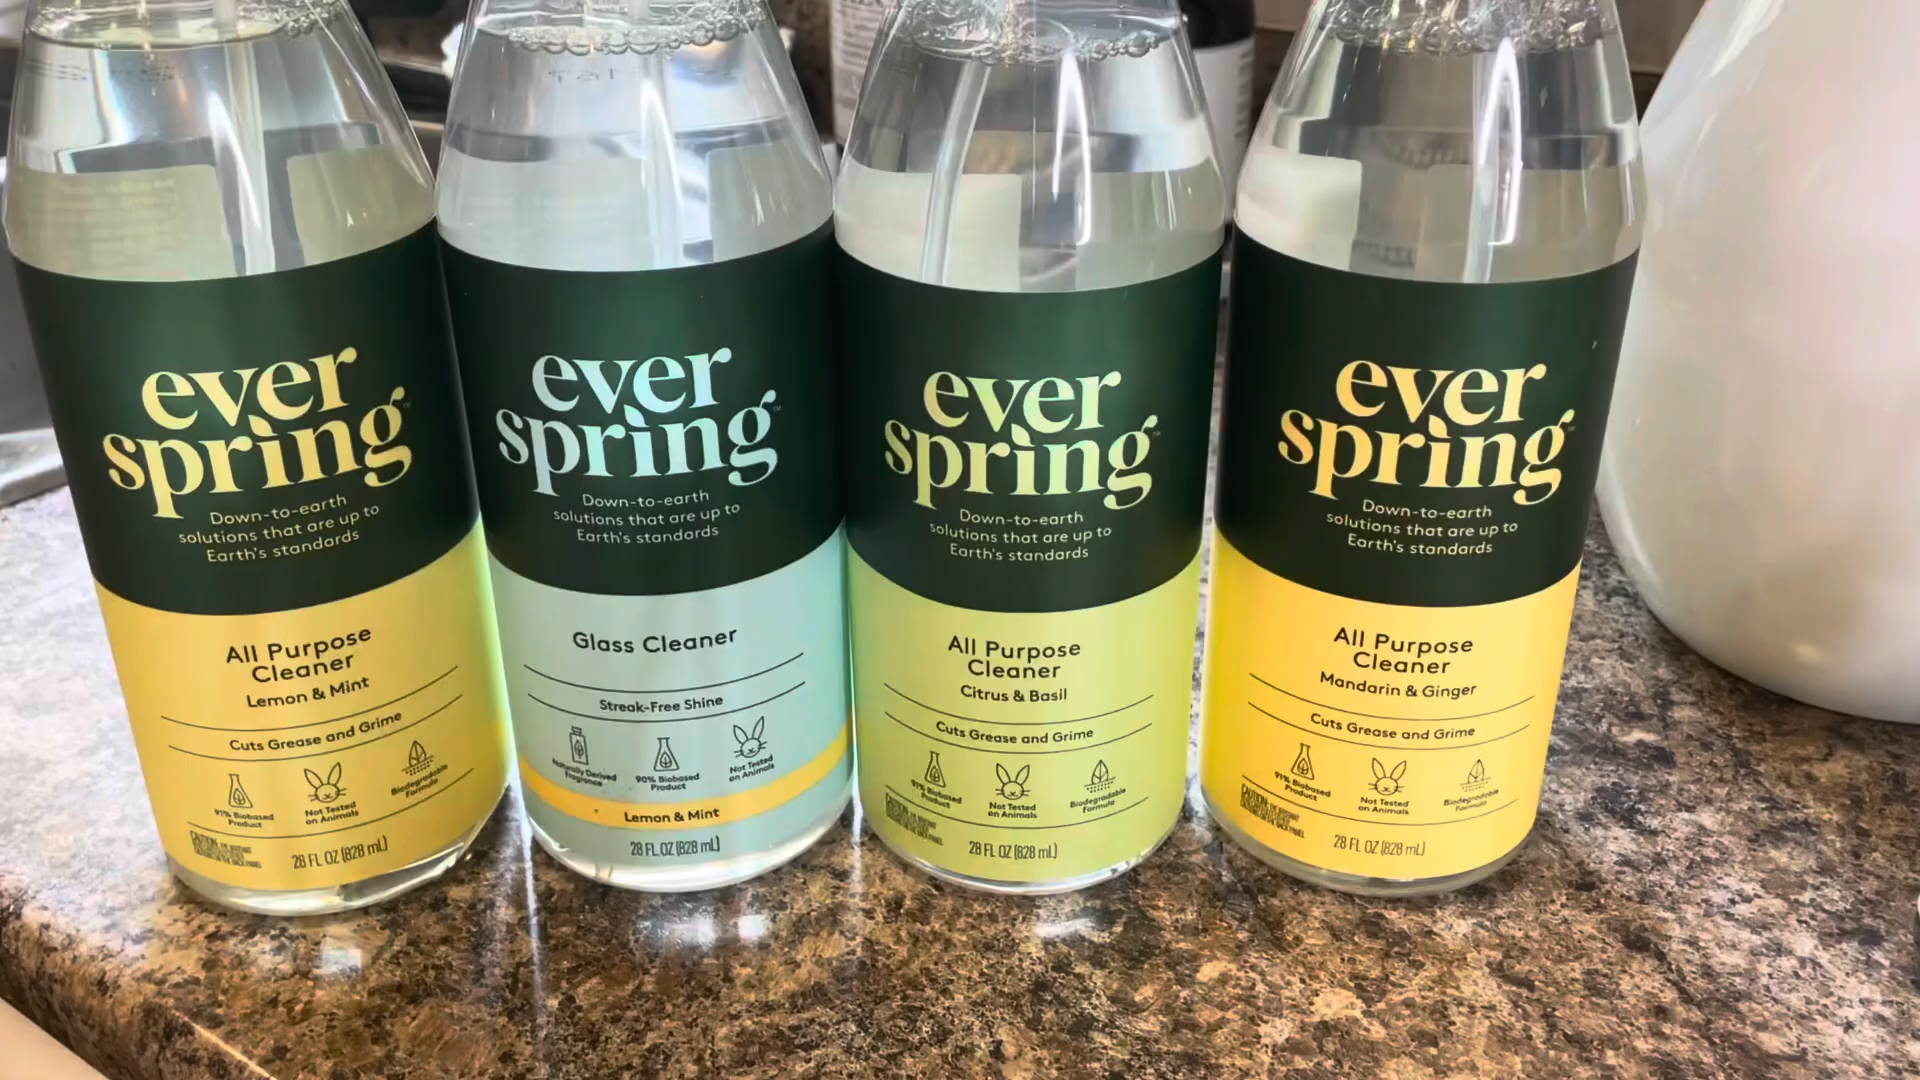 ever
spring
Down-to-earth
solutions that are up to
Earth's standards
All Purpose
Cleaner
Lemon & Mint
Cuts Grease and Grime
91% Biobased
Product
Not Tested
on Animals
Biodegradable
Formula
28 FL OZ (828 mL)
ever
spring
Down-to-earth
solutions that are up to
Earth's standards
Glass Cleaner
Streak-Free Shine
Naturally Derived
Fragrance
90% Biobased
Product
Not Tested
on Animals
Lemon & Mint
28 FL OZ (828 mL)
ever
spring™
Down-to-earth
solutions that are up to
Earth's standards
All Purpose
Cleaner
Citrus & Basil
Cuts Grease and Grime
91% Biobased
Product
Not Tested
on Animals
Biodegradable
Formula
CAUTION:
28 FL OZ (828 mL)
ever
spring
Down-to-earth
solutions that are up to
Earth's standards
All Purpose
Cleaner
Mandarin & Ginger
Cuts Grease and Grime
91% Biobased
Product
Not Tested
on Animals
Biodegradable
Formula
CAUTION:
28 FL OZ (828 mL)